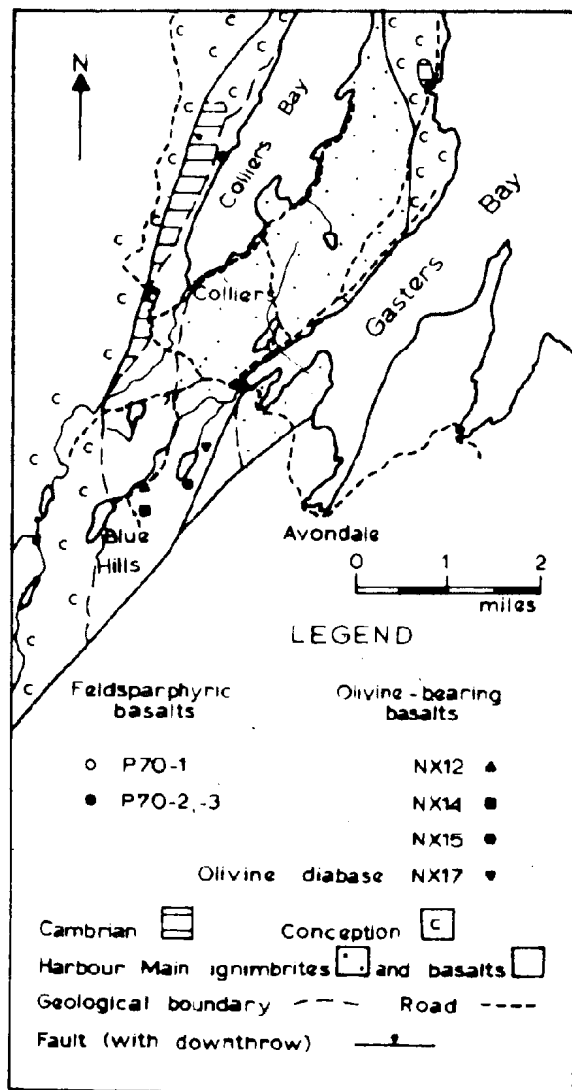 N
Colliers Bay
Gasters Bay
Colliers
Blue Hills
Avondale
0 1 2
miles
LEGEND
Feldsparphyric basalts
Olivine-bearing basalts
P70-1
P70-2,-3
NX12
NX14
NX15
Olivine diabase NX17
Cambrian
Conception C
Harbour Main ignimbrites and basalts
Geological boundary
Road
Fault (with downthrow)